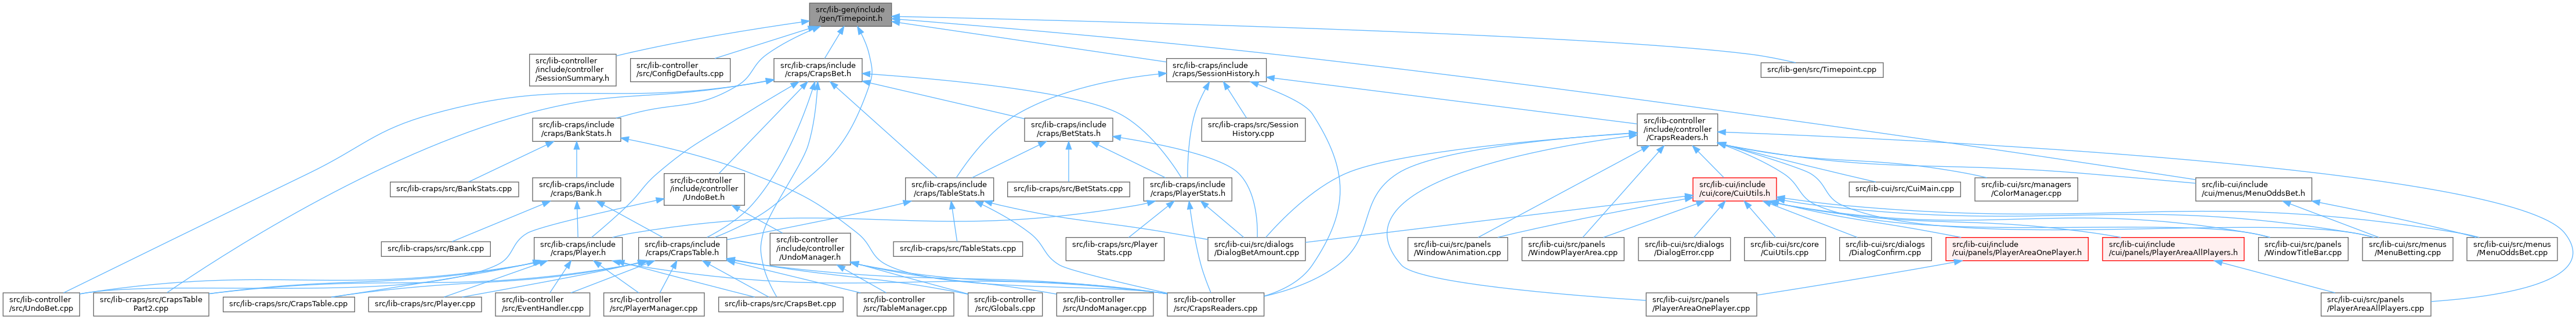 src/lib-gen/include
/gen/Timepoint.h
src/lib-controller
/include/controller
/SessionSummary.h
src/lib-controller
/src/ConfigDefaults.cpp
src/lib-craps/include
/craps/CrapsBet.h
src/lib-craps/include
/craps/SessionHistory.h
src/lib-gen/src/Timepoint.cpp
src/lib-craps/include
/craps/BankStats.h
src/lib-craps/include
/craps/BetStats.h
src/lib-craps/src/Session
History.cpp
src/lib-controller
/include/controller
/CrapsReaders.h
src/lib-craps/src/BankStats.cpp
src/lib-craps/include
/craps/Bank.h
src/lib-controller
/include/controller
/UndoBet.h
src/lib-craps/include
/craps/TableStats.h
src/lib-craps/src/BetStats.cpp
src/lib-craps/include
/craps/PlayerStats.h
src/lib-cui/include
/cui/core/CuiUtils.h
src/lib-cui/src/CuiMain.cpp
src/lib-cui/src/managers
/ColorManager.cpp
src/lib-cui/include
/cui/menus/MenuOddsBet.h
src/lib-craps/src/Bank.cpp
src/lib-craps/include
/craps/Player.h
src/lib-craps/include
/craps/CrapsTable.h
src/lib-controller
/include/controller
/UndoManager.h
src/lib-craps/src/TableStats.cpp
src/lib-craps/src/Player
Stats.cpp
src/lib-cui/src/dialogs
/DialogBetAmount.cpp
src/lib-cui/src/panels
/WindowAnimation.cpp
src/lib-cui/src/panels
/WindowPlayerArea.cpp
src/lib-cui/src/dialogs
/DialogError.cpp
src/lib-cui/src/core
/CuiUtils.cpp
src/lib-cui/src/dialogs
/DialogConfirm.cpp
src/lib-cui/include
/cui/panels/PlayerAreaOnePlayer.h
src/lib-cui/include
/cui/panels/PlayerAreaAllPlayers.h
src/lib-cui/src/panels
/WindowTitleBar.cpp
src/lib-cui/src/menus
/MenuBetting.cpp
src/lib-cui/src/menus
/MenuOddsBet.cpp
src/lib-controller
/src/UndoBet.cpp
src/lib-craps/src/CrapsTable
Part2.cpp
src/lib-craps/src/CrapsTable.cpp
src/lib-craps/src/Player.cpp
src/lib-controller
/src/EventHandler.cpp
src/lib-controller
/src/PlayerManager.cpp
src/lib-craps/src/CrapsBet.cpp
src/lib-controller
/src/TableManager.cpp
src/lib-controller
/src/Globals.cpp
src/lib-controller
/src/UndoManager.cpp
src/lib-controller
/src/CrapsReaders.cpp
src/lib-cui/src/panels
/PlayerAreaOnePlayer.cpp
src/lib-cui/src/panels
/PlayerAreaAllPlayers.cpp